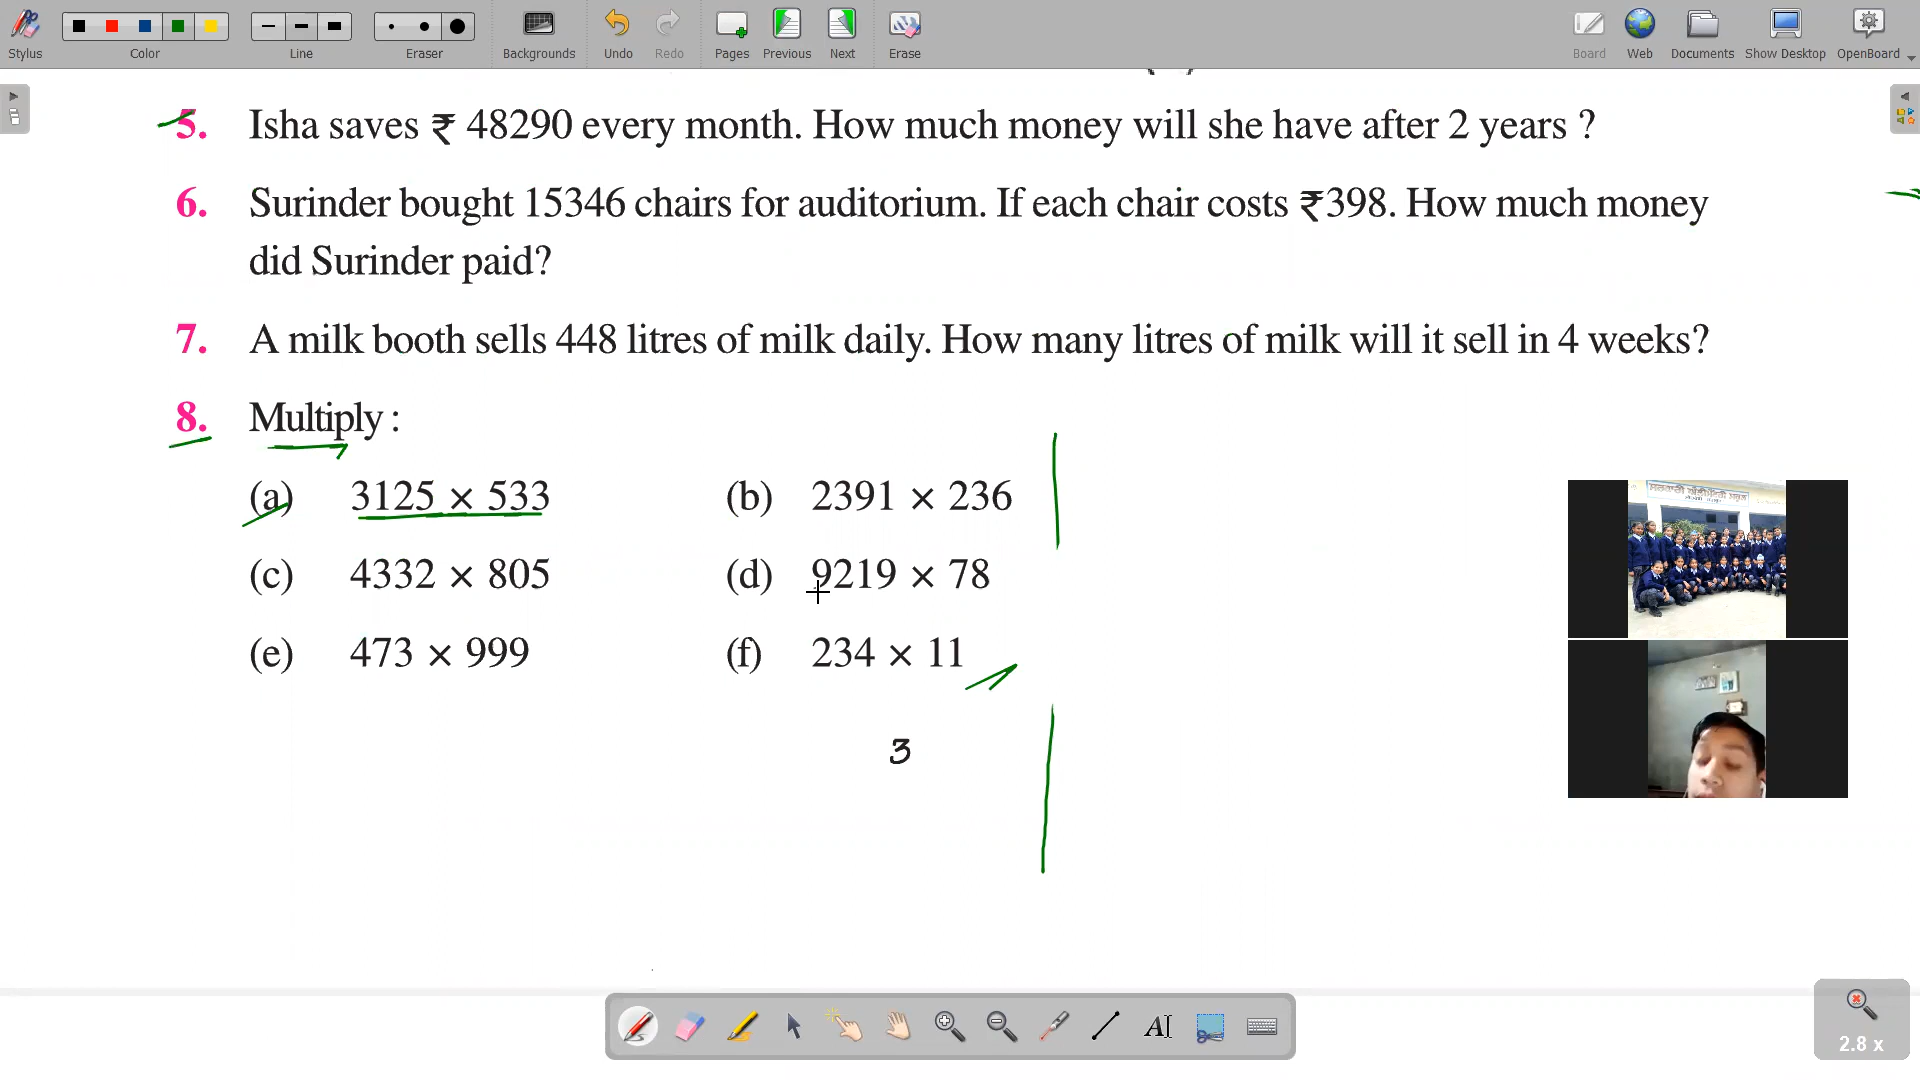 Stylus Color Line Eraser Backgrounds Undo Redo Pages Previous Next Erase Board Web Documents Show Desktop OpenBoard
5. Isha saves ₹ 48290 every month. How much money will she have after 2 years ?
6. Surinder bought 15346 chairs for auditorium. If each chair costs ₹398. How much money
did Surinder paid?
7. A milk booth sells 448 litres of milk daily. How many litres of milk will it sell in 4 weeks?
8. Multiply :
(a) 3125 × 533 (b) 2391 × 236
(c) 4332 × 805 (d) 9219 × 78
(e) 473 × 999 (f) 234 × 11
3
2.8 x